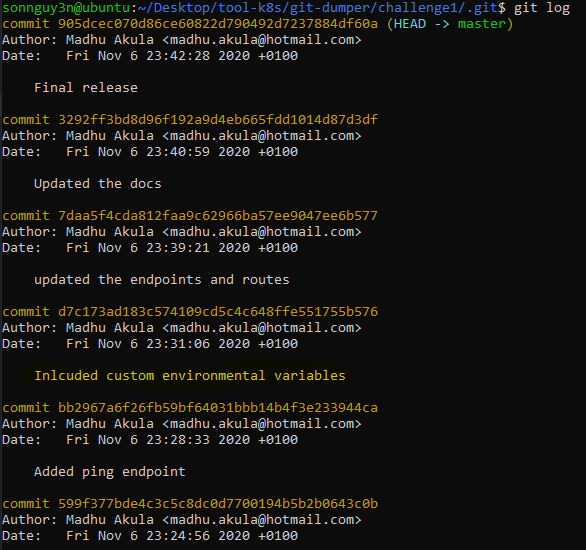 sonnguy3n@ubuntu:~/Desktop/tool-k8s/git-dumper/challenge1/.git$ git log
commit 905dcec070d86ce60822d790492d7237884df60a (HEAD -> master)
Author: Madhu Akula <madhu.akula@hotmail.com>
Date:   Fri Nov 6 23:42:28 2020 +0100
Final release
commit 3292ff3bd8d96f192a9d4eb665fdd1014d87d3df
Author: Madhu Akula <madhu.akula@hotmail.com>
Date:   Fri Nov 6 23:40:59 2020 +0100
Updated the docs
commit 7daa5f4cda812faa9c62966ba57ee9047ee6b577
Author: Madhu Akula <madhu.akula@hotmail.com>
Date:   Fri Nov 6 23:39:21 2020 +0100
updated the endpoints and routes
commit d7c173ad183c574109cd5c4c648ffe551755b576
Author: Madhu Akula <madhu.akula@hotmail.com>
Date:   Fri Nov 6 23:31:06 2020 +0100
Inlcuded custom environmental variables
commit bb2967a6f26fb59bf64031bbb14b4f3e233944ca
Author: Madhu Akula <madhu.akula@hotmail.com>
Date:   Fri Nov 6 23:28:33 2020 +0100
Added ping endpoint
commit 599f377bde4c3c5c8dc0d7700194b5b2b0643c0b
Author: Madhu Akula <madhu.akula@hotmail.com>
Date:   Fri Nov 6 23:24:56 2020 +0100